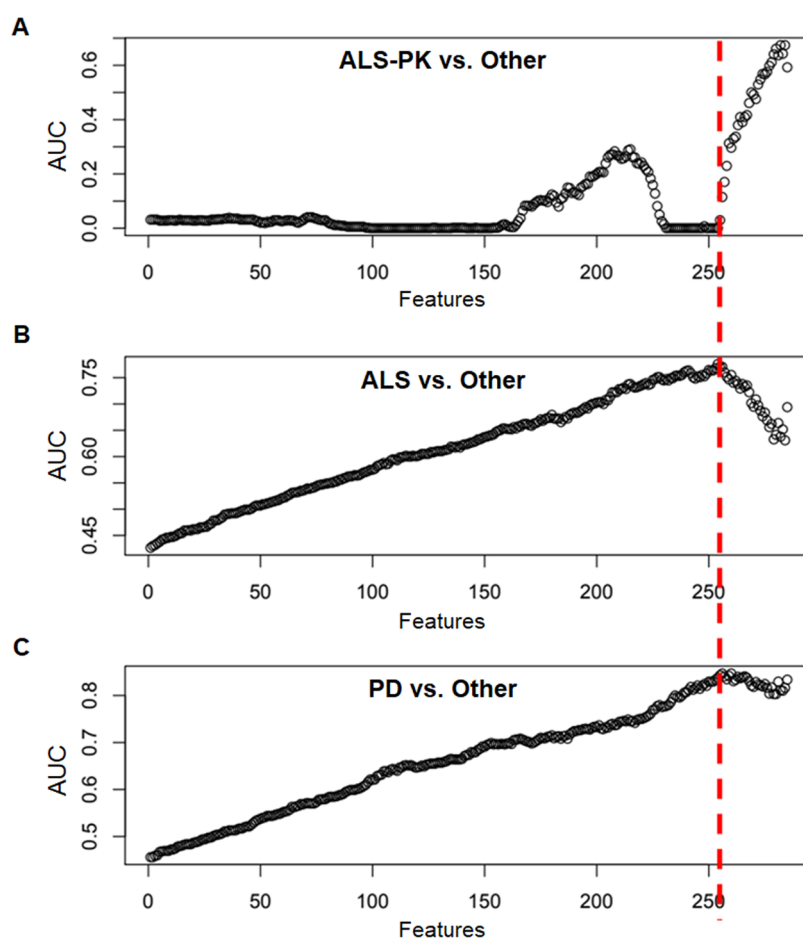 A
ALS-PK vs. Other
AUC
0.0 0.2 0.4 0.6
0 50 100 150 200 250
Features
B
ALS vs. Other
AUC
0.45 0.60 0.75
0 50 100 150 200 250
Features
C
PD vs. Other
AUC
0.5 0.6 0.7 0.8
0 50 100 150 200 250
Features